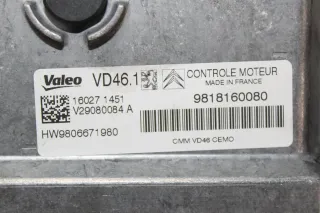 Valeo VD46.1 CONTROLE MOTEUR
MADE IN FRANCE
16027 1451
V29080084 A
9818160080
HW9806671980
CMM VD46 CEMO